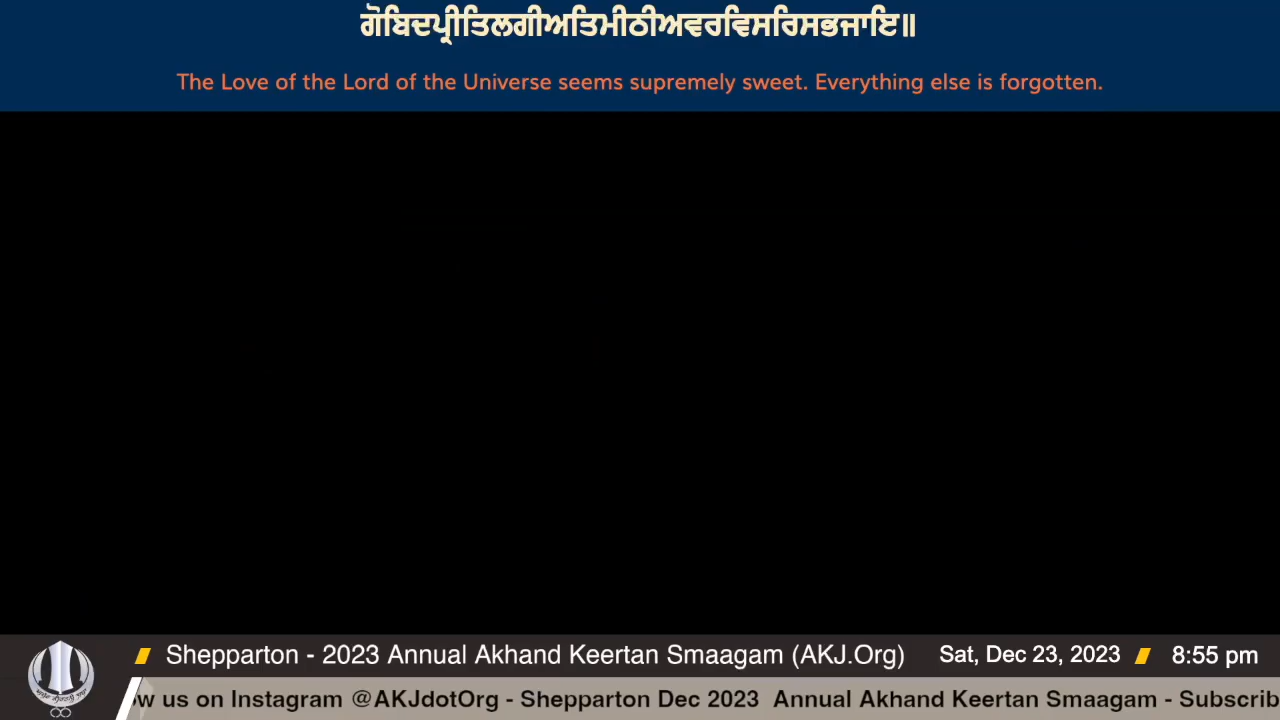 ਗੋਬਿਦਪ੍ਰੀਤਿਲਗੀਅਤਿਮੀਠੀਅਵਰਵਿਸਰਿਸਭਜਾਇ॥
The Love of the Lord of the Universe seems supremely sweet. Everything else is forgotten.
Shepparton - 2023 Annual Akhand Keertan Smaagam (AKJ.Org) Sat, Dec 23, 2023 8:55 pm
ow us on Instagram @AKJdotOrg - Shepparton Dec 2023 Annual Akhand Keertan Smaagam - Subscrib